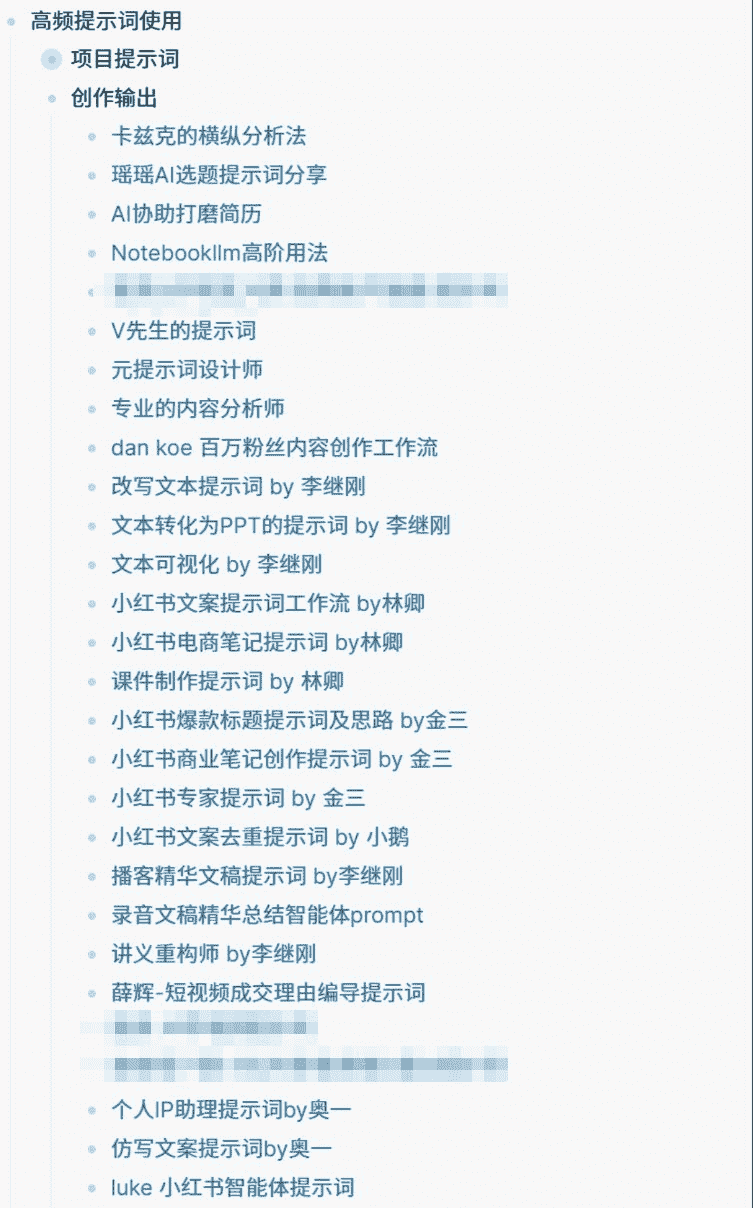 高频提示词使用
项目提示词
创作输出
卡兹克的横纵分析法
瑶瑶AI选题提示词分享
AI协助打磨简历
Notebookllm高阶用法
V先生的提示词
元提示词设计师
专业的内容分析师
dan koe 百万粉丝内容创作工作流
改写文本提示词 by 李继刚
文本转化为PPT的提示词 by 李继刚
文本可视化 by 李继刚
小红书文案提示词工作流 by林卿
小红书电商笔记提示词 by林卿
课件制作提示词 by 林卿
小红书爆款标题提示词及思路 by金三
小红书商业笔记创作提示词 by 金三
小红书专家提示词 by 金三
小红书文案去重提示词 by 小鹅
播客精华文稿提示词 by李继刚
录音文稿精华总结智能体prompt
讲义重构师 by李继刚
薛辉-短视频成交理由编导提示词
个人IP助理提示词by奥一
仿写文案提示词by奥一
luke 小红书智能体提示词